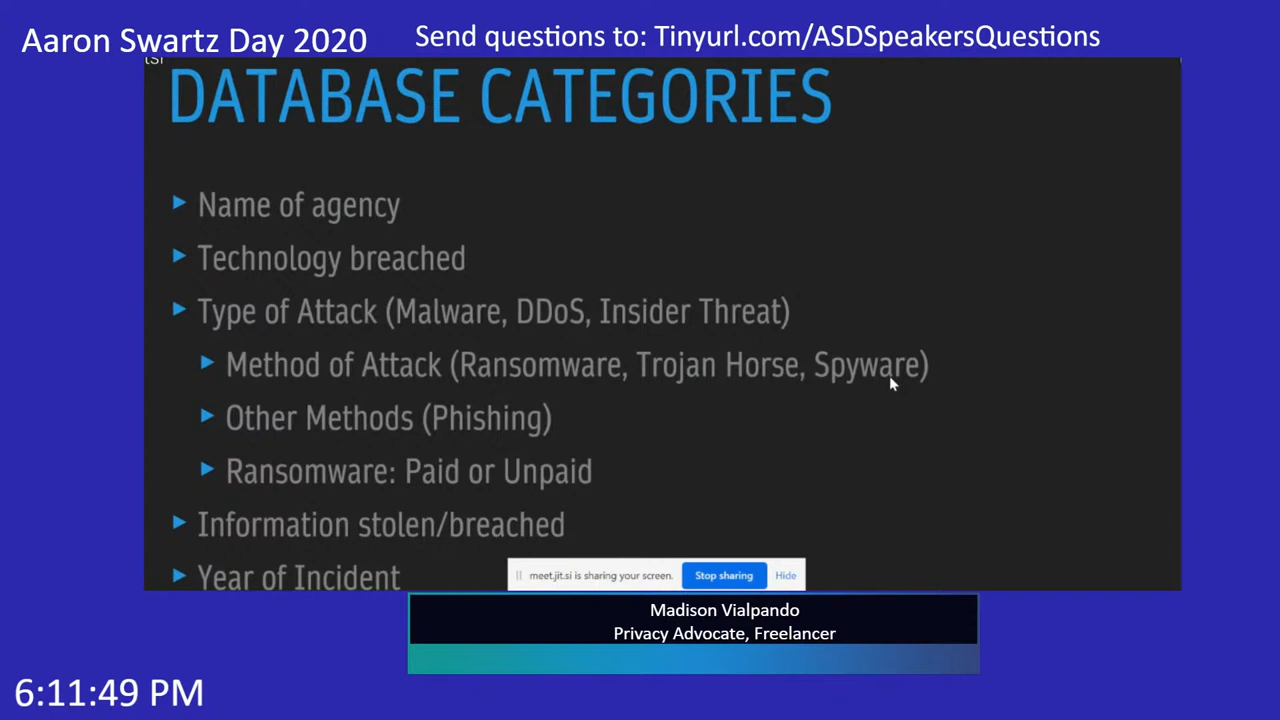 Aaron Swartz Day 2020
Send questions to: Tinyurl.com/ASDSpeakersQuestions
DATABASE CATEGORIES
Name of agency
Technology breached
Type of Attack (Malware, DDoS, Insider Threat)
Method of Attack (Ransomware, Trojan Horse, Spyware)
Other Methods (Phishing)
Ransomware: Paid or Unpaid
Information stolen/breached
Year of Incident
meet.jit.si is sharing your screen. Stop sharing Hide
Madison Vialpando
Privacy Advocate, Freelancer
6:11:49 PM